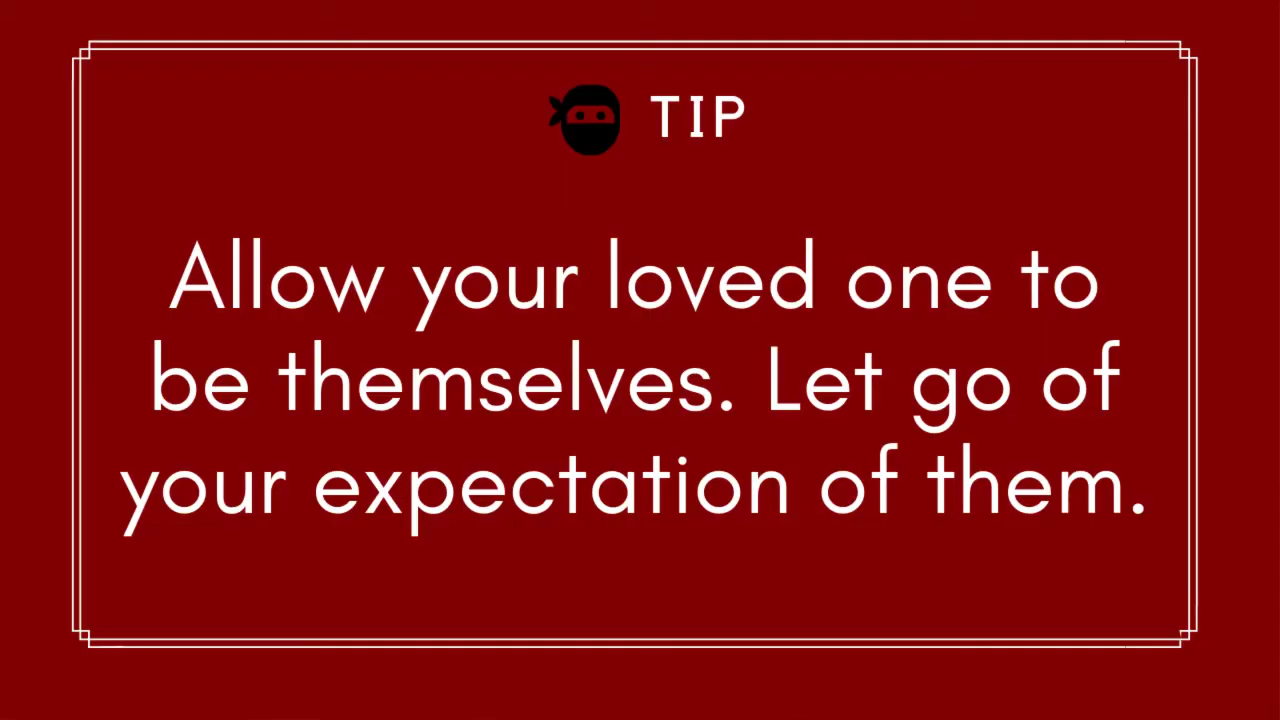 TIP
Allow your loved one to
be themselves. Let go of
your expectation of them.